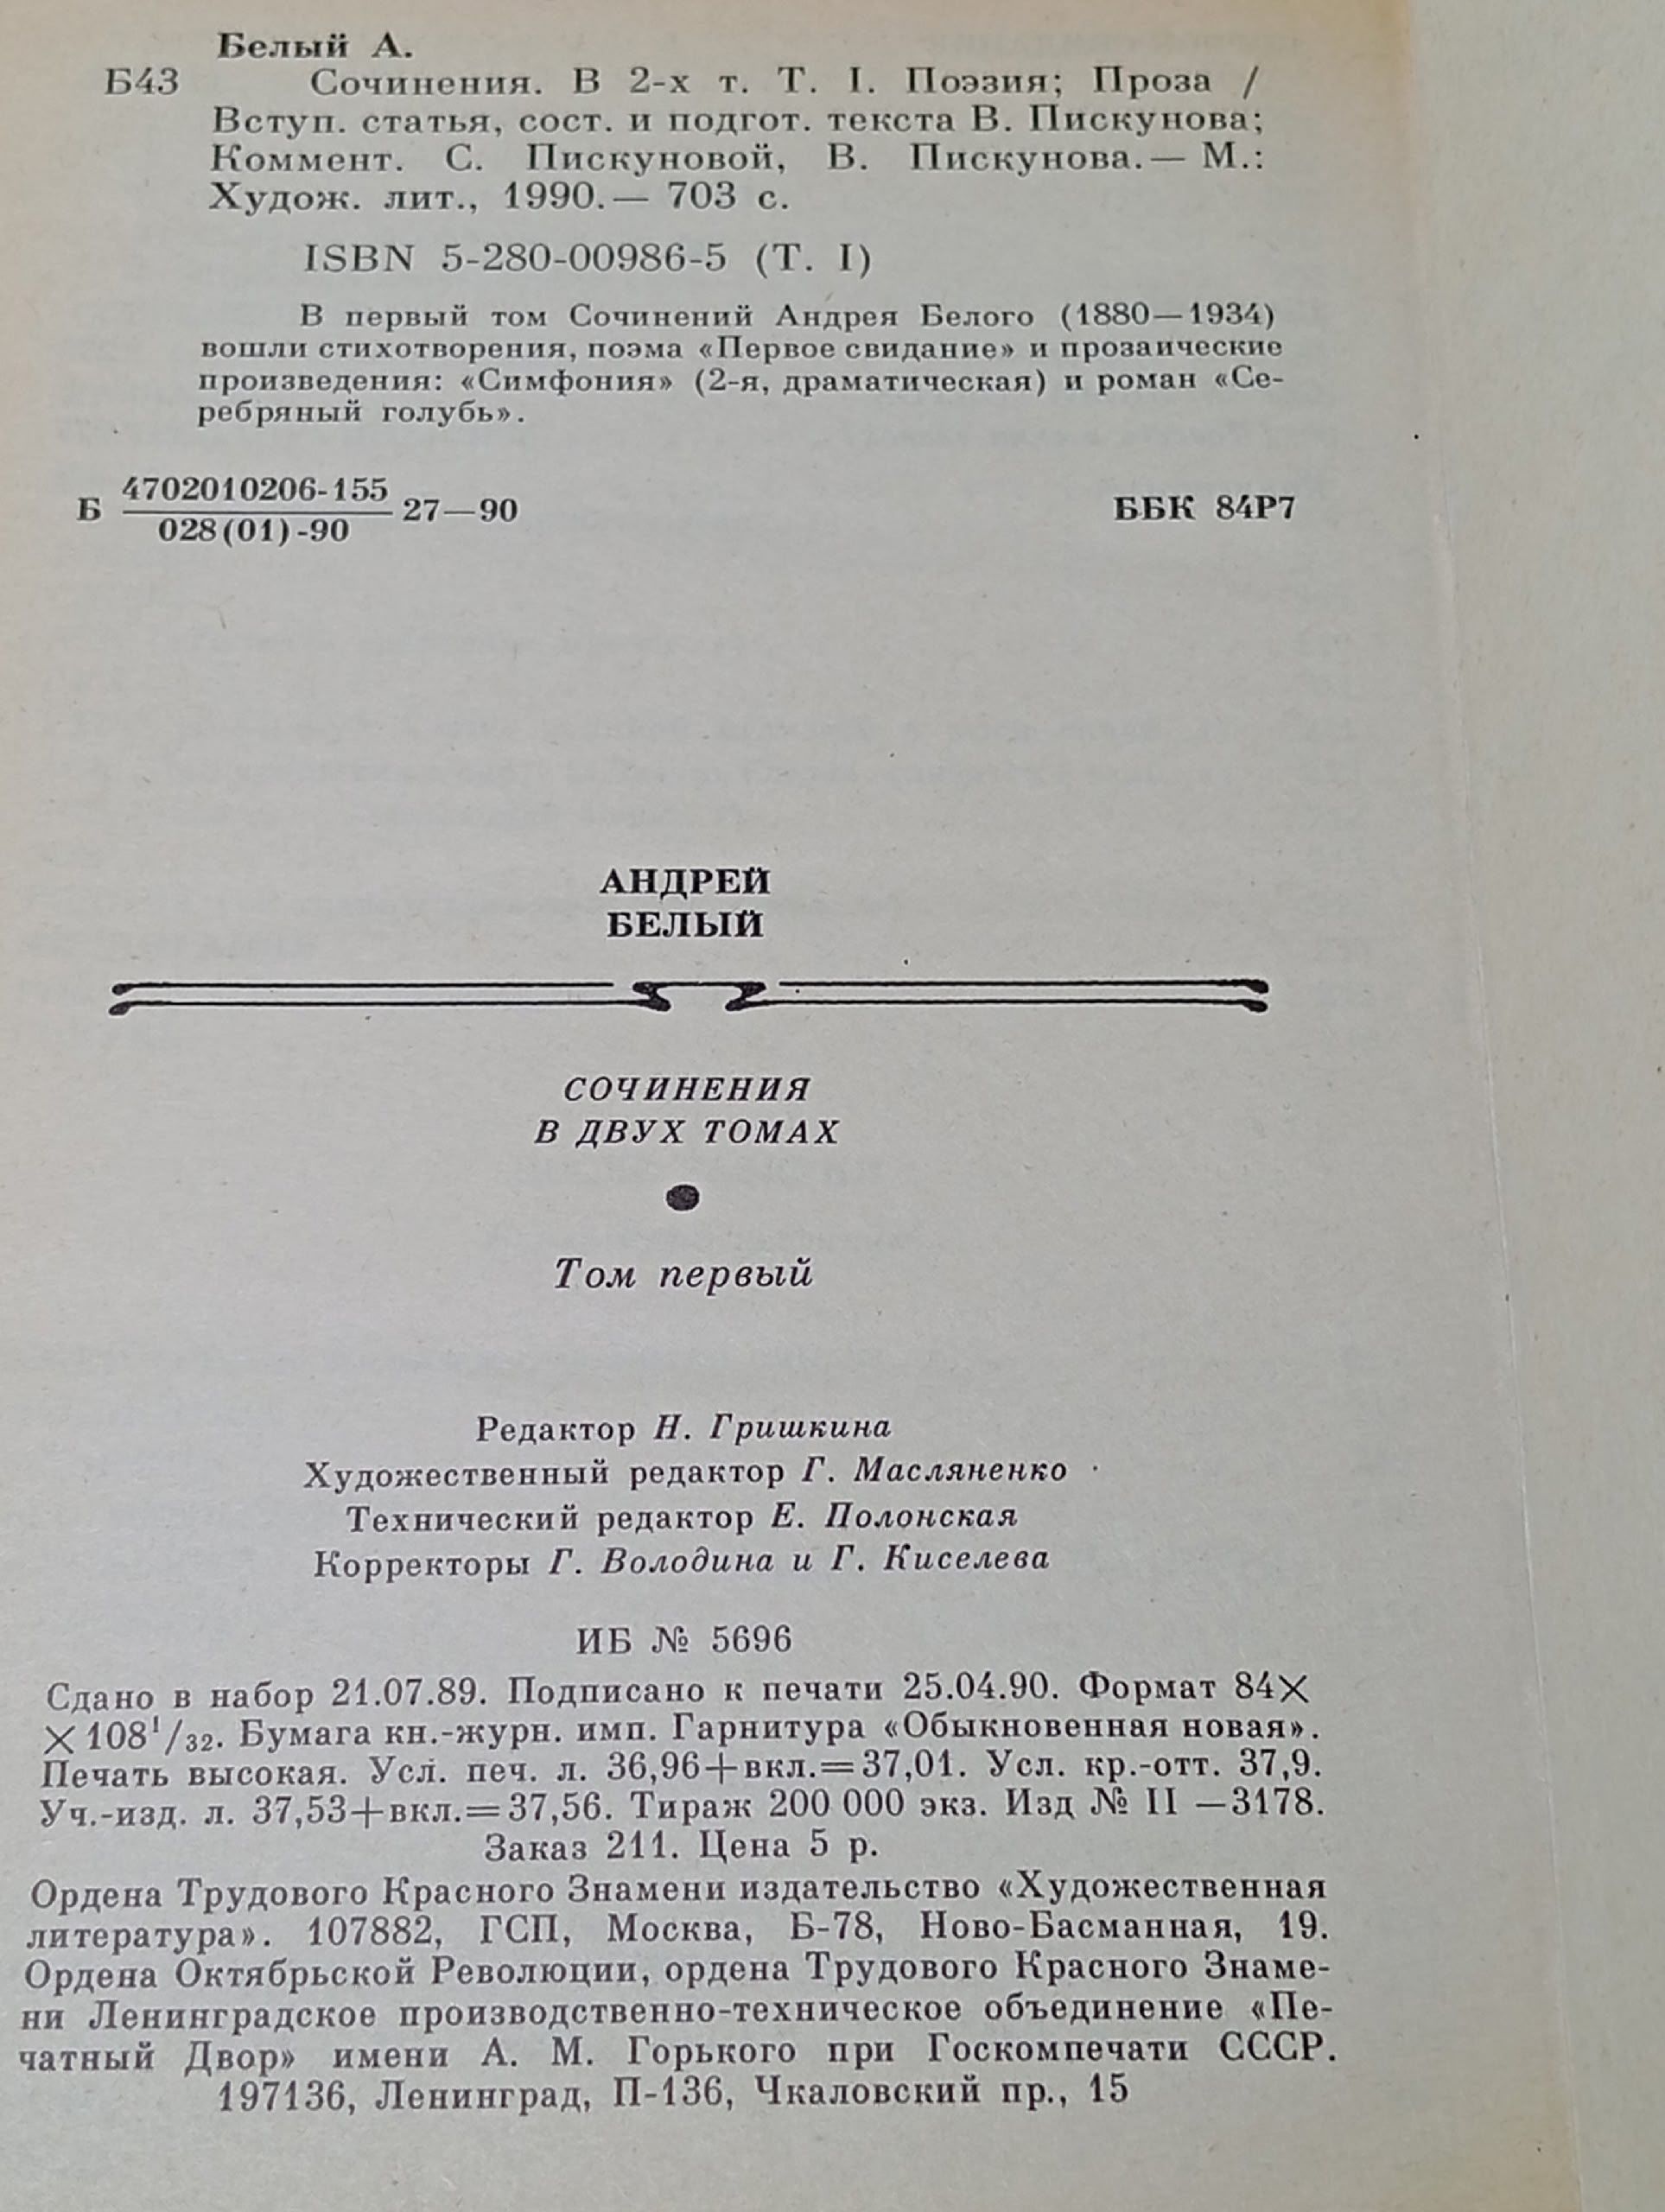 Белый А.
Б43 Сочинения. В 2-х т. Т. I. Поэзия; Проза /
Вступ. статья, сост. и подгот. текста В. Пискунова;
Коммент. С. Пискуновой, В. Пискунова.— М.:
Худож. лит., 1990.— 703 с.
ISBN 5-280-00986-5 (Т. I)
В первый том Сочинений Андрея Белого (1880—1934)
вошли стихотворения, поэма «Первое свидание» и прозаические
произведения: «Симфония» (2-я, драматическая) и роман «Се-
ребряный голубь».
Б 4702010206-155 27—90 ББК 84Р7
028(01)-90
АНДРЕЙ
БЕЛЫЙ
СОЧИНЕНИЯ
В ДВУХ ТОМАХ
Том первый
Редактор Н. Гришкина
Художественный редактор Г. Масляненко
Технический редактор Е. Полонская
Корректоры Г. Володина и Г. Киселева
ИБ № 5696
Сдано в набор 21.07.89. Подписано к печати 25.04.90. Формат 84×
×108¹/₃₂. Бумага кн.-журн. имп. Гарнитура «Обыкновенная новая».
Печать высокая. Усл. печ. л. 36,96+вкл.=37,01. Усл. кр.-отт. 37,9.
Уч.-изд. л. 37,53+вкл.=37,56. Тираж 200 000 экз. Изд № II —3178.
Заказ 211. Цена 5 р.
Ордена Трудового Красного Знамени издательство «Художественная
литература». 107882, ГСП, Москва, Б-78, Ново-Басманная, 19.
Ордена Октябрьской Революции, ордена Трудового Красного Знаме-
ни Ленинградское производственно-техническое объединение «Пе-
чатный Двор» имени А. М. Горького при Госкомпечати СССР.
197136, Ленинград, П-136, Чкаловский пр., 15